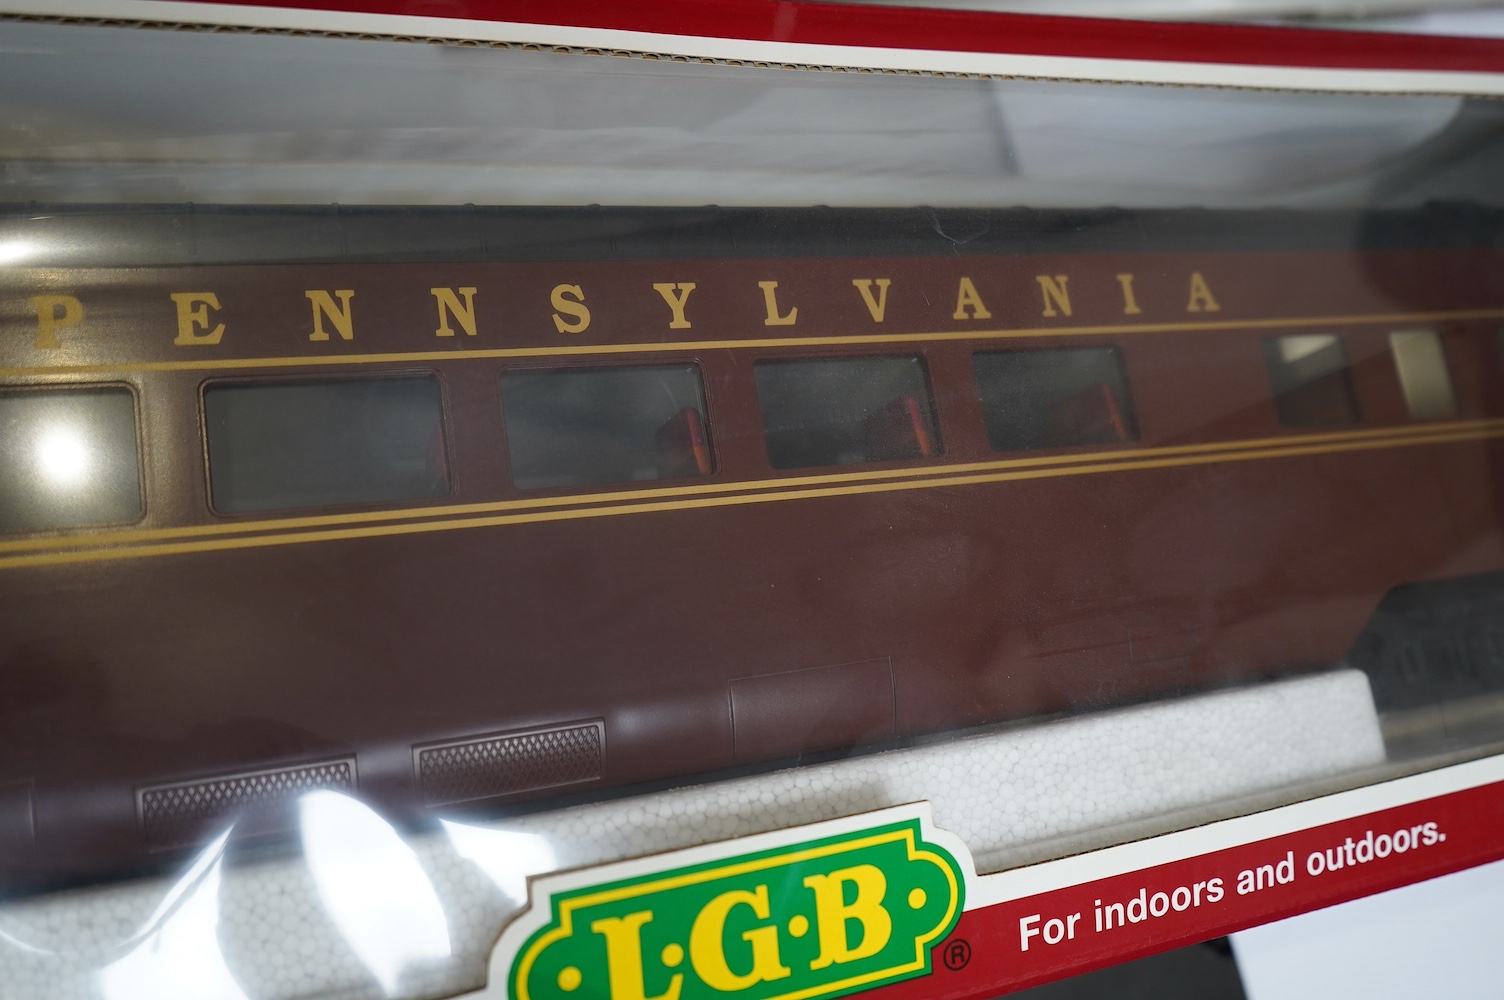 PENNSYLVANIA
L·G·B ®
For indoors and outdoors.